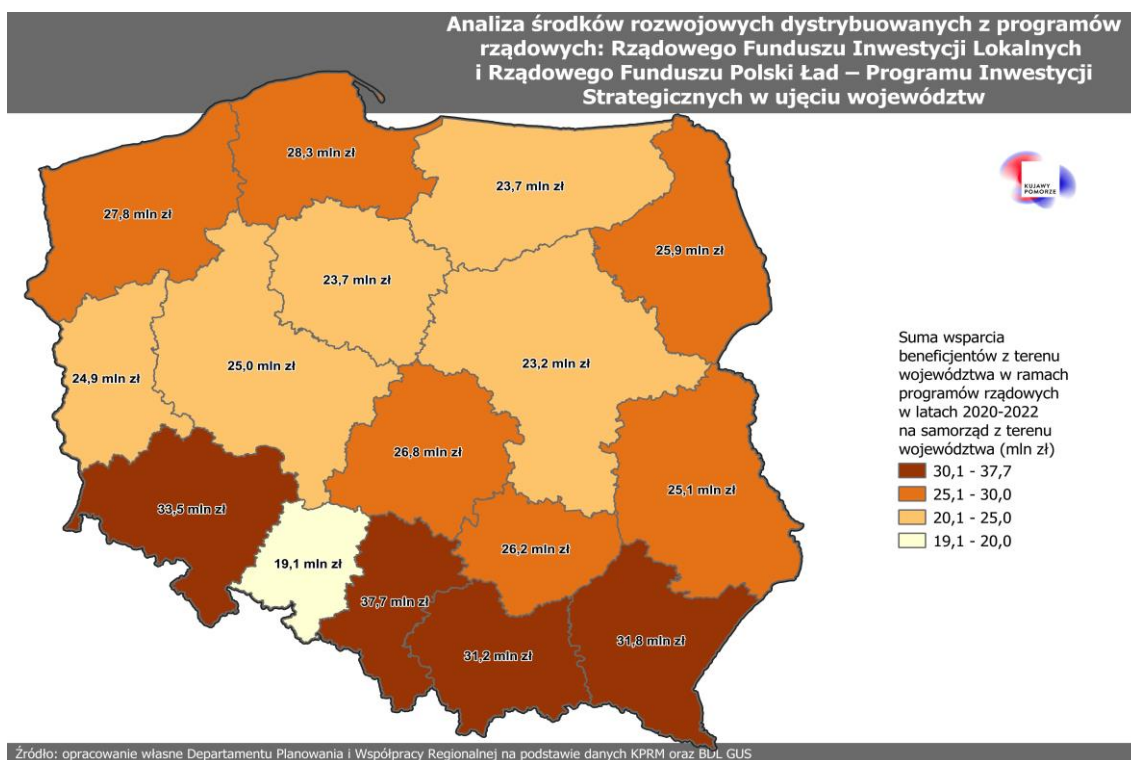 Analiza środków rozwojowych dystrybuowanych z programów
rządowych: Rządowego Funduszu Inwestycji Lokalnych
i Rządowego Funduszu Polski Ład – Programu Inwestycji
Strategicznych w ujęciu województw
28,3 mln zł
23,7 mln zł
KUJAWY
POMORZE
27,8 mln zł
25,9 mln zł
23,7 mln zł
25,0 mln zł
23,2 mln zł
24,9 mln zł
Suma wsparcia
beneficjentów z terenu
województwa w ramach
programów rządowych
w latach 2020-2022
na samorząd z terenu
województwa (mln zł)
30,1 - 37,7
25,1 - 30,0
20,1 - 25,0
19,1 - 20,0
26,8 mln zł
25,1 mln zł
33,5 mln zł
26,2 mln zł
19,1 mln zł
37,7 mln zł
31,8 mln zł
31,2 mln zł
Źródło: opracowanie własne Departamentu Planowania i Współpracy Regionalnej na podstawie danych KPRM oraz BDL GUS